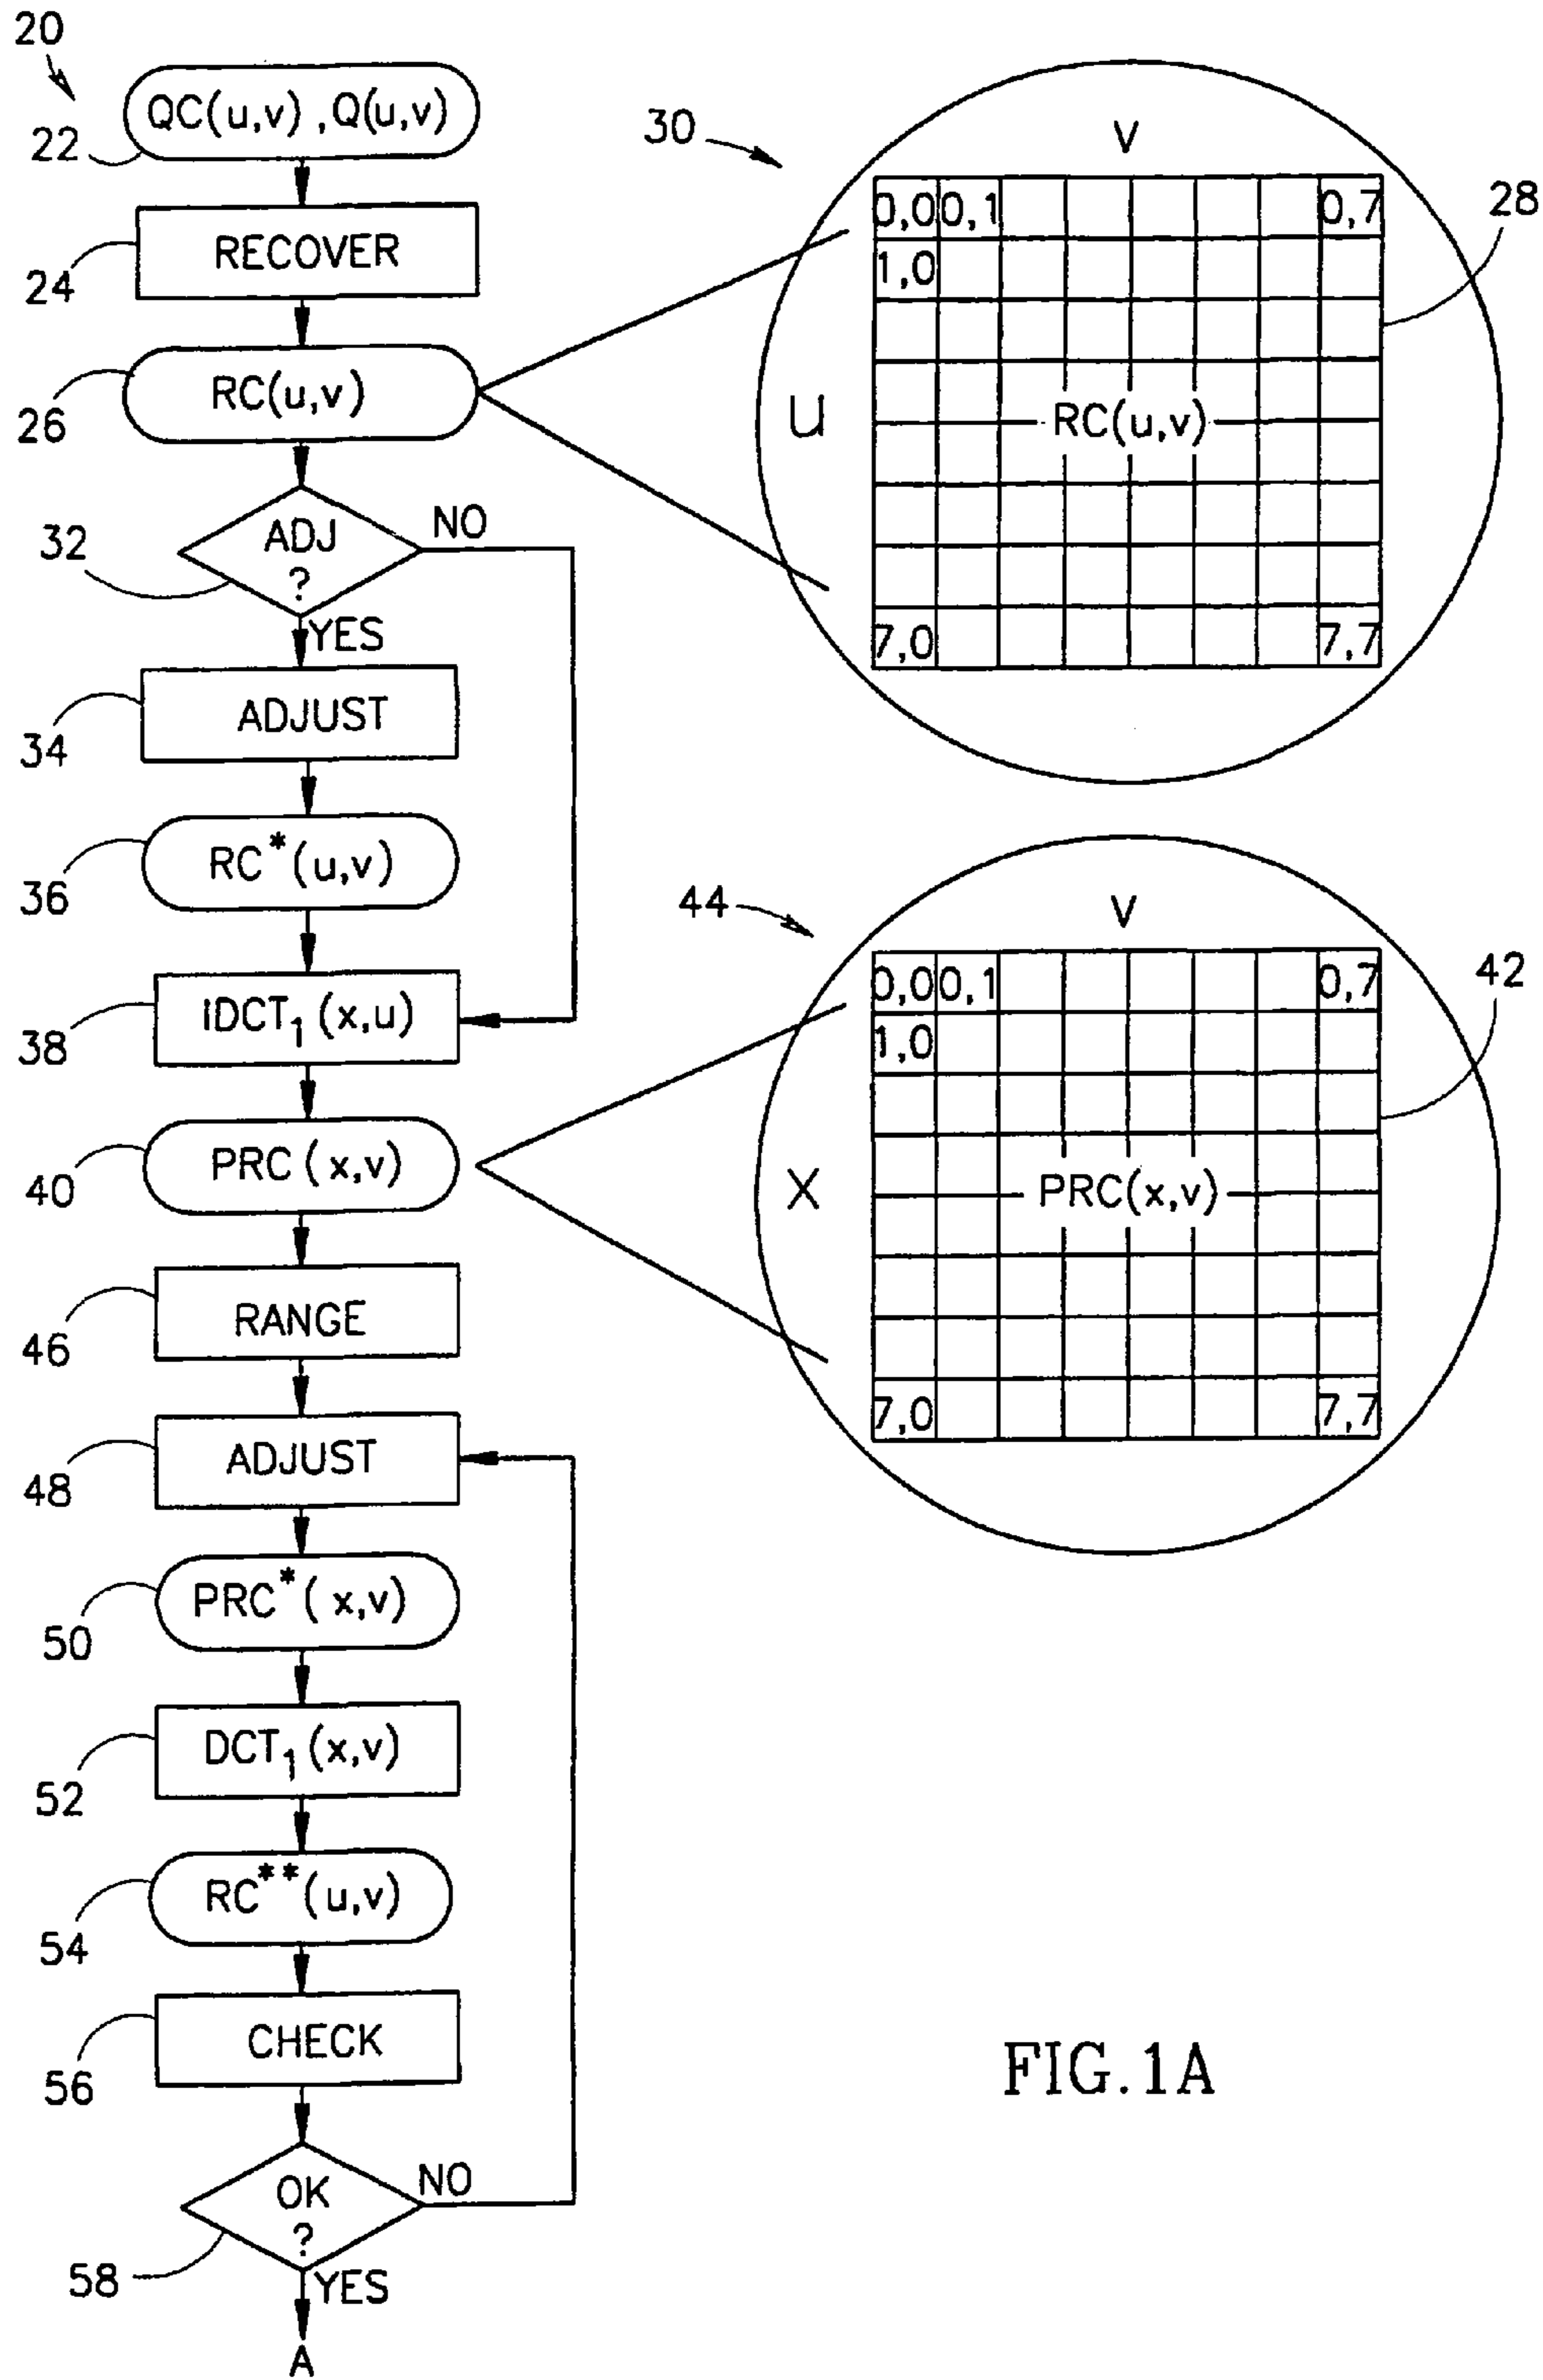 20
QC(u,v) ,Q(u,v)
22
RECOVER
24
RC(u,v)
26
ADJ
?
32
NO
YES
ADJUST
34
RC*(u,v)
36
IDCT1(x,u)
38
PRC(x,v)
40
RANGE
46
ADJUST
48
PRC*(x,v)
50
DCT1(x,v)
52
RC**(u,v)
54
CHECK
56
OK
?
58
NO
YES
A
30
V
28
0,0 0,1 0,7
1,0
U
RC(u,v)
7,0 7,7
44
V
42
0,0 0,1 0,7
1,0
X
PRC(x,v)
7,0 7,7
FIG.1A